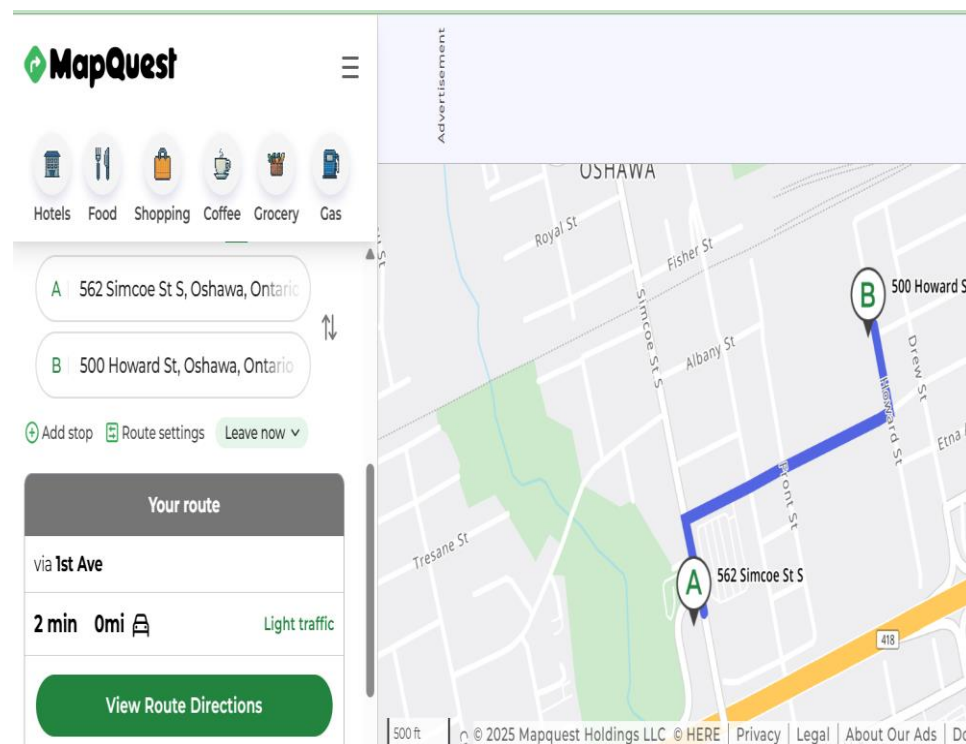 MapQuest
Advertisement
Hotels Food Shopping Coffee Grocery Gas
A 562 Simcoe St S, Oshawa, Ontario
B 500 Howard St, Oshawa, Ontario
Add stop Route settings Leave now
Your route
via 1st Ave
2 min 0mi Light traffic
View Route Directions
OSHAWA
Royal St
Fisher St
Simcoe St S
Albany St
B
500 Howard S
Drew St
Howard St
Etna
Front St
Tresane St
A
562 Simcoe St S
418
500 ft
© 2025 Mapquest Holdings LLC © HERE | Privacy | Legal | About Our Ads | Do